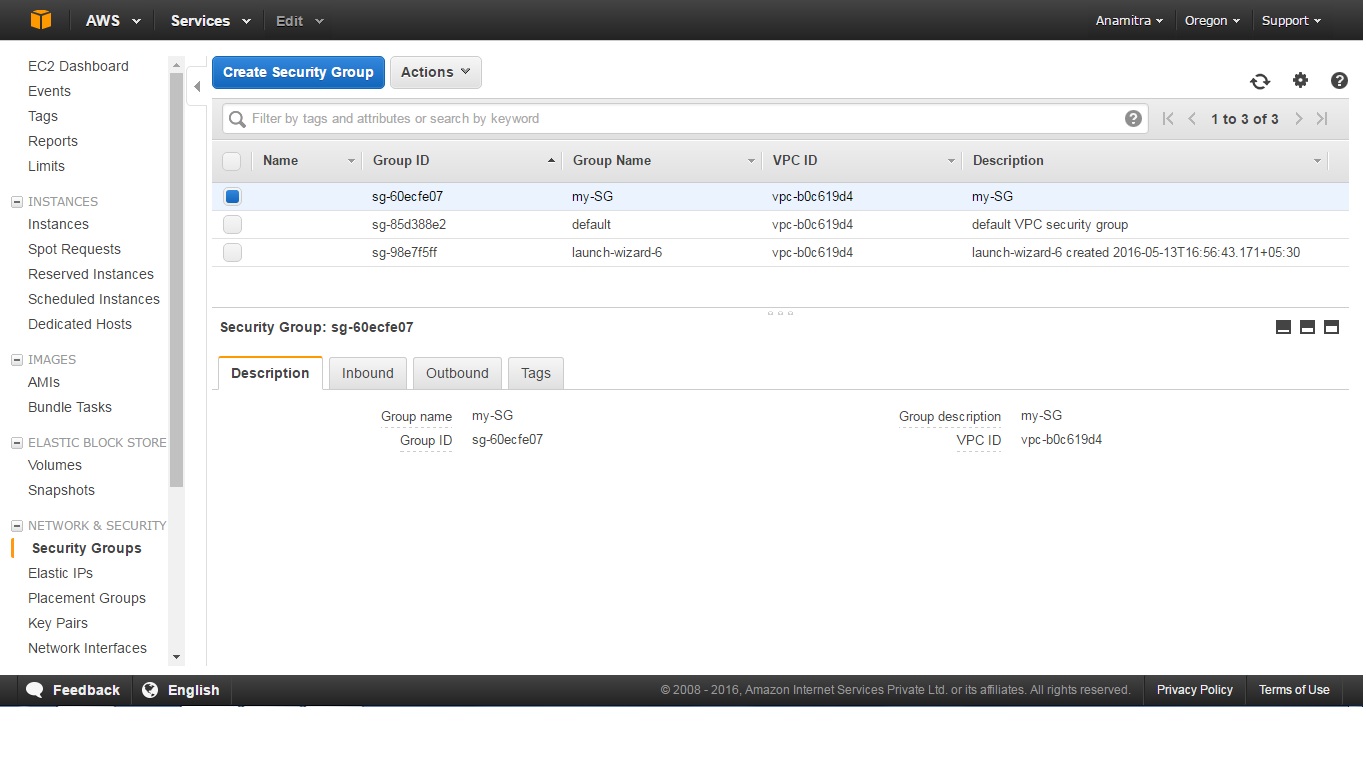 AWS Services Edit Anamitra Oregon Support
EC2 Dashboard
Events
Tags
Reports
Limits
INSTANCES
Instances
Spot Requests
Reserved Instances
Scheduled Instances
Dedicated Hosts
IMAGES
AMIs
Bundle Tasks
ELASTIC BLOCK STORE
Volumes
Snapshots
NETWORK & SECURITY
Security Groups
Elastic IPs
Placement Groups
Key Pairs
Network Interfaces
Create Security Group Actions
Filter by tags and attributes or search by keyword 1 to 3 of 3
Name Group ID Group Name VPC ID Description
sg-60ecfe07 my-SG vpc-b0c619d4 my-SG
sg-85d388e2 default vpc-b0c619d4 default VPC security group
sg-98e7f5ff launch-wizard-6 vpc-b0c619d4 launch-wizard-6 created 2016-05-13T16:56:43.171+05:30
Security Group: sg-60ecfe07
Description Inbound Outbound Tags
Group name my-SG Group description my-SG
Group ID sg-60ecfe07 VPC ID vpc-b0c619d4
Feedback English © 2008 - 2016, Amazon Internet Services Private Ltd. or its affiliates. All rights reserved. Privacy Policy Terms of Use